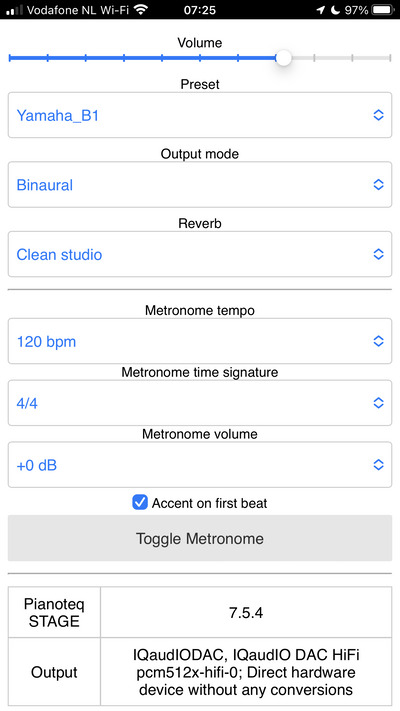 Vodafone NL Wi-Fi 07:25 97%
Volume
Preset
Yamaha_B1
Output mode
Binaural
Reverb
Clean studio
Metronome tempo
120 bpm
Metronome time signature
4/4
Metronome volume
+0 dB
Accent on first beat
Toggle Metronome
Pianoteq
STAGE
7.5.4
Output
IQaudIODAC, IQaudIO DAC HiFi
pcm512x-hifi-0; Direct hardware
device without any conversions